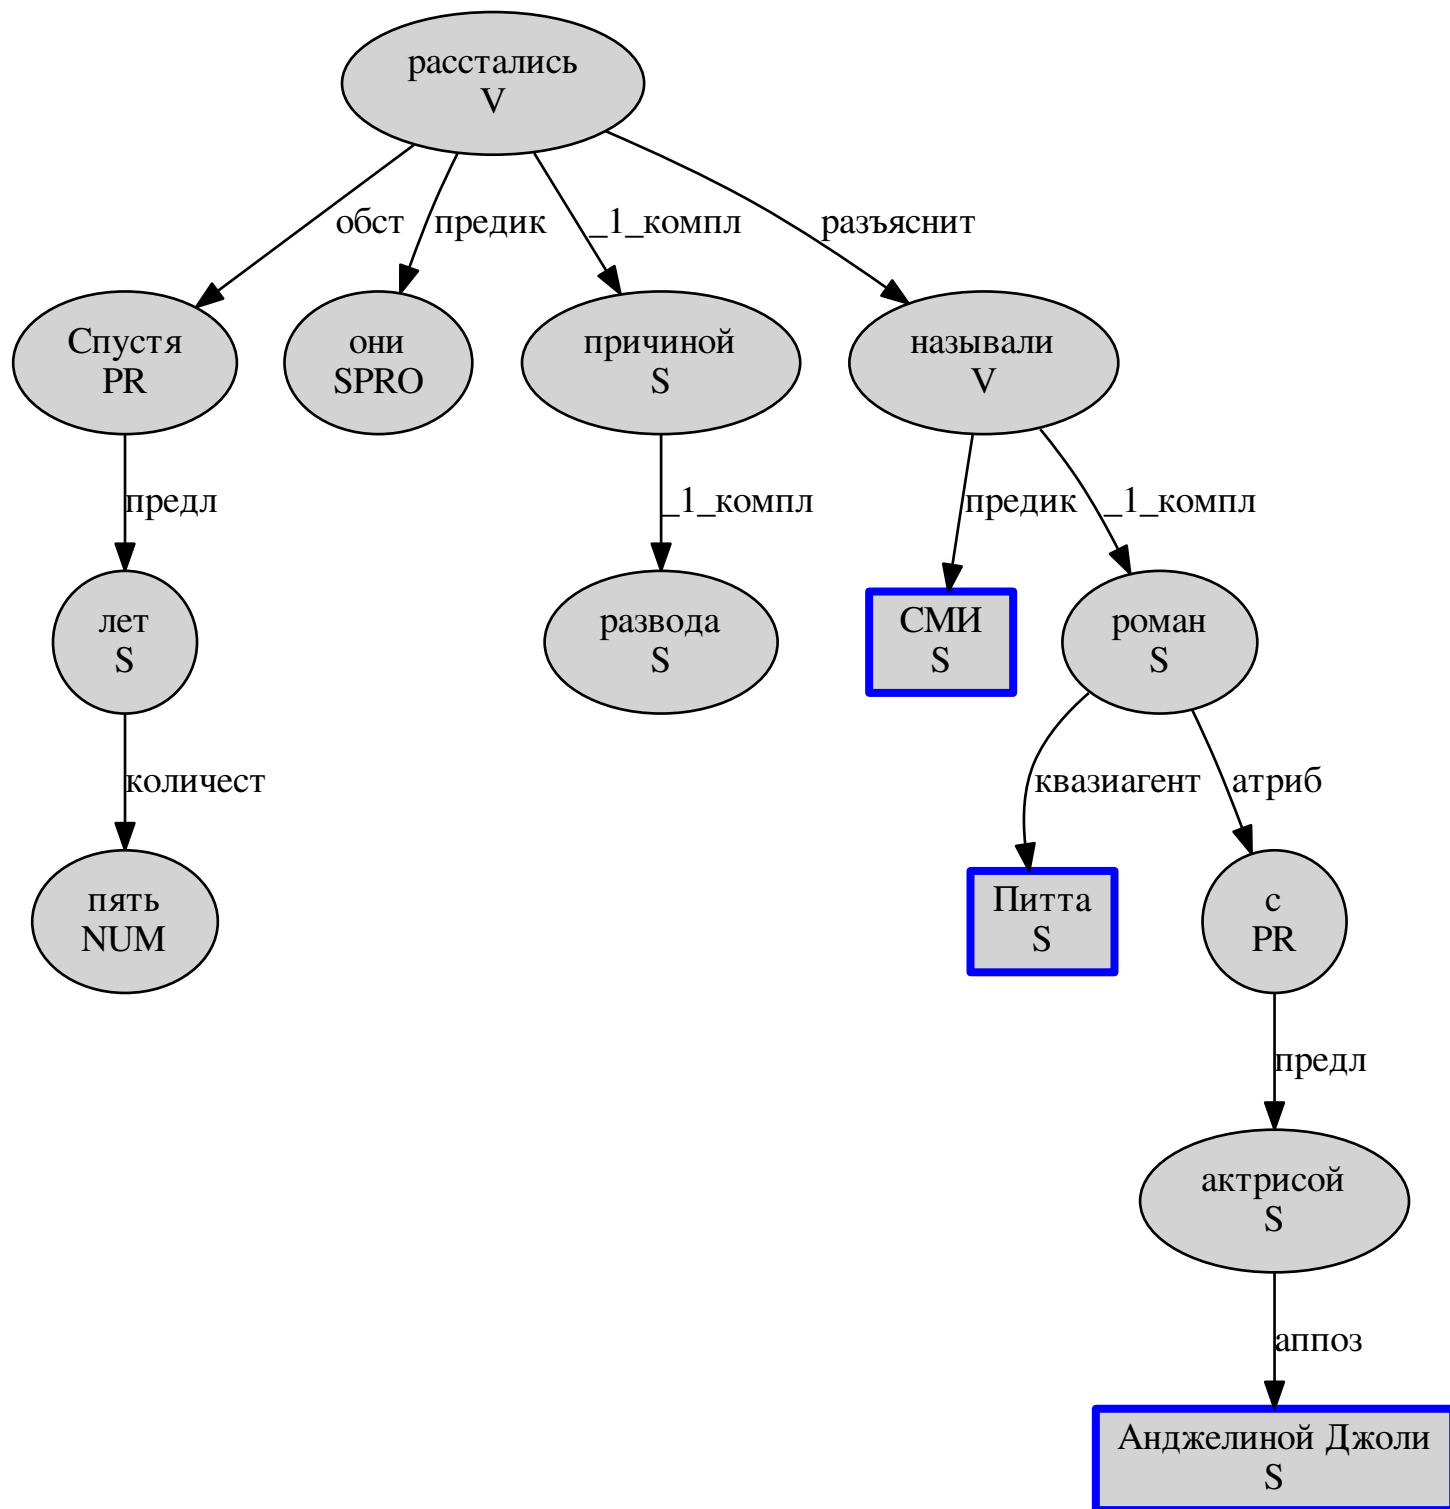 расстались
V
обст
предик
_1_компл
разъяснит
Спустя
PR
они
SPRO
причиной
S
называли
V
предл
_1_компл
предик
_1_компл
лет
S
развода
S
СМИ
S
роман
S
количест
квазиагент
атриб
пять
NUM
Питта
S
с
PR
предл
актрисой
S
аппоз
Анджелиной Джоли
S